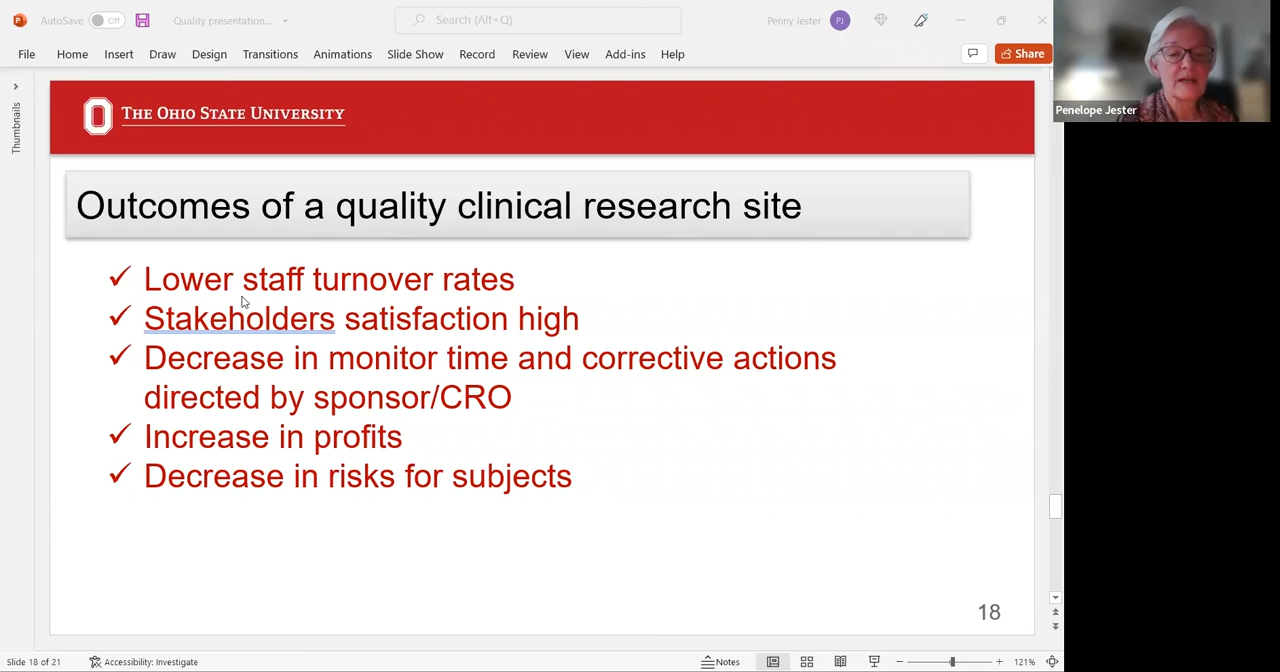 AutoSave Off Quality presentation... Search (Alt+Q) Penny Jester PJ
File Home Insert Draw Design Transitions Animations Slide Show Record Review View Add-ins Help Share
Penelope Jester
Thumbnails
THE OHIO STATE UNIVERSITY
Outcomes of a quality clinical research site
✓ Lower staff turnover rates
✓ Stakeholders satisfaction high
✓ Decrease in monitor time and corrective actions
directed by sponsor/CRO
✓ Increase in profits
✓ Decrease in risks for subjects
18
Slide 18 of 21 Accessibility: Investigate Notes 121%